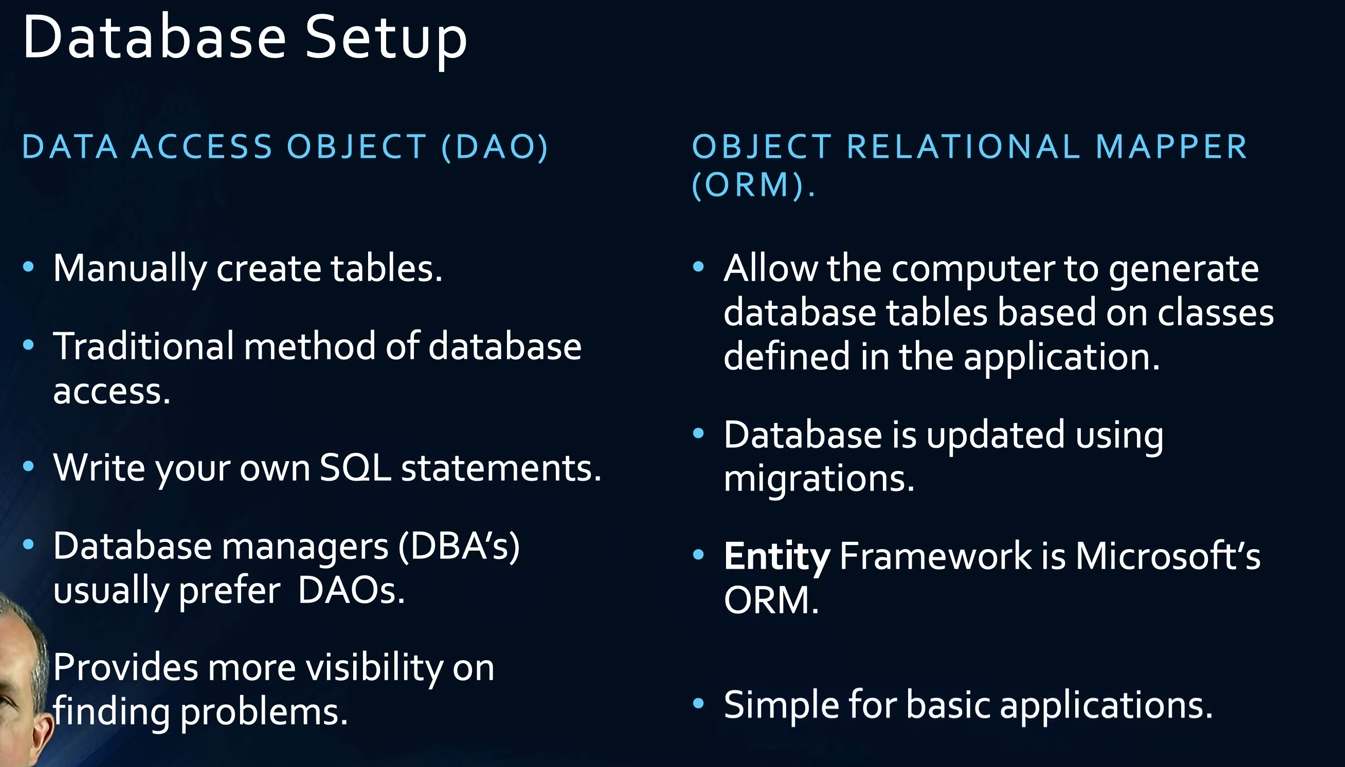 Database Setup
DATA ACCESS OBJECT (DAO)
• Manually create tables.
• Traditional method of database
access.
• Write your own SQL statements.
• Database managers (DBA’s)
usually prefer  DAOs.
Provides more visibility on
finding problems.
OBJECT RELATIONAL MAPPER
(ORM).
• Allow the computer to generate
database tables based on classes
defined in the application.
• Database is updated using
migrations.
• Entity Framework is Microsoft’s
ORM.
• Simple for basic applications.